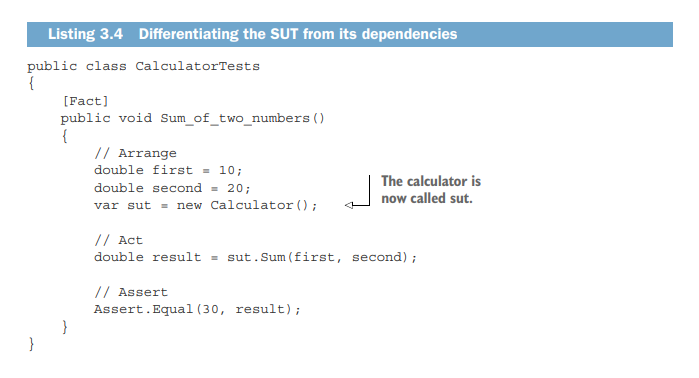 Listing 3.4 Differentiating the SUT from its dependencies
public class CalculatorTests
{
[Fact]
public void Sum_of_two_numbers()
{
// Arrange
double first = 10;
double second = 20;
var sut = new Calculator();
The calculator is
now called sut.
// Act
double result = sut.Sum(first, second);
// Assert
Assert.Equal(30, result);
}
}